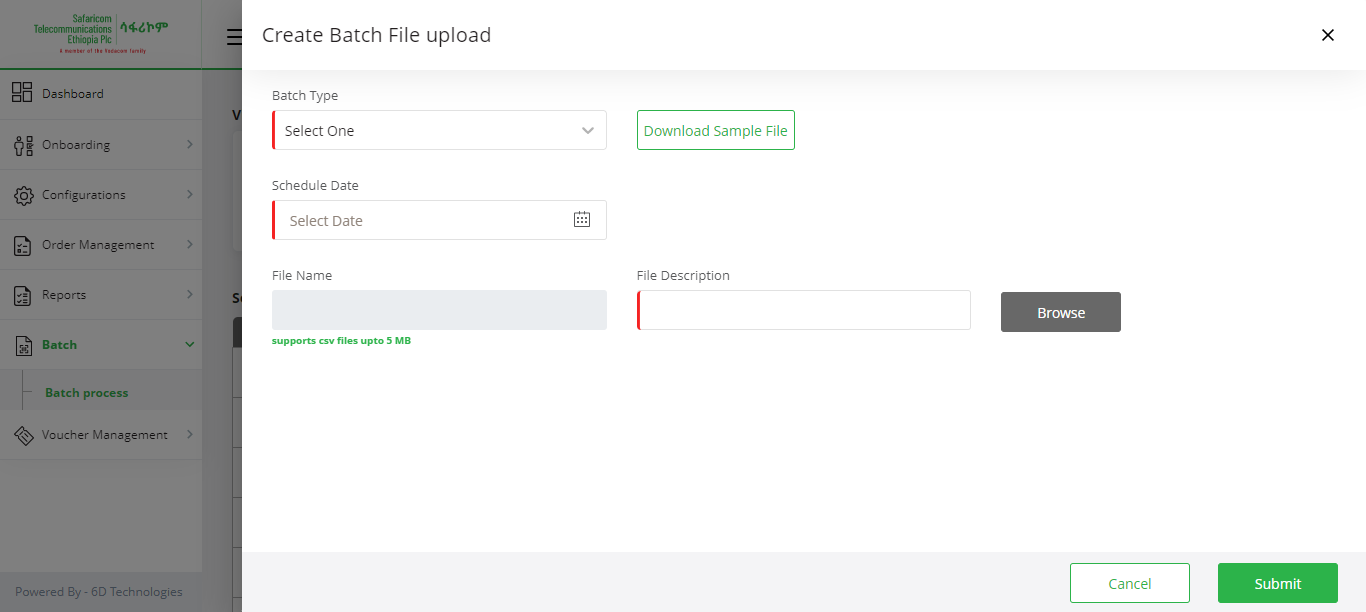 Safaricom
Telecommunications
Ethiopia Plc
ሳፋሪኮም
A member of the Vodacom family
Dashboard
Onboarding
Configurations
Order Management
Reports
Batch
Batch process
Voucher Management
Powered By - 6D Technologies
Create Batch File upload
Batch Type
Select One
Download Sample File
Schedule Date
Select Date
File Name
File Description
Browse
supports csv files upto 5 MB
Cancel
Submit